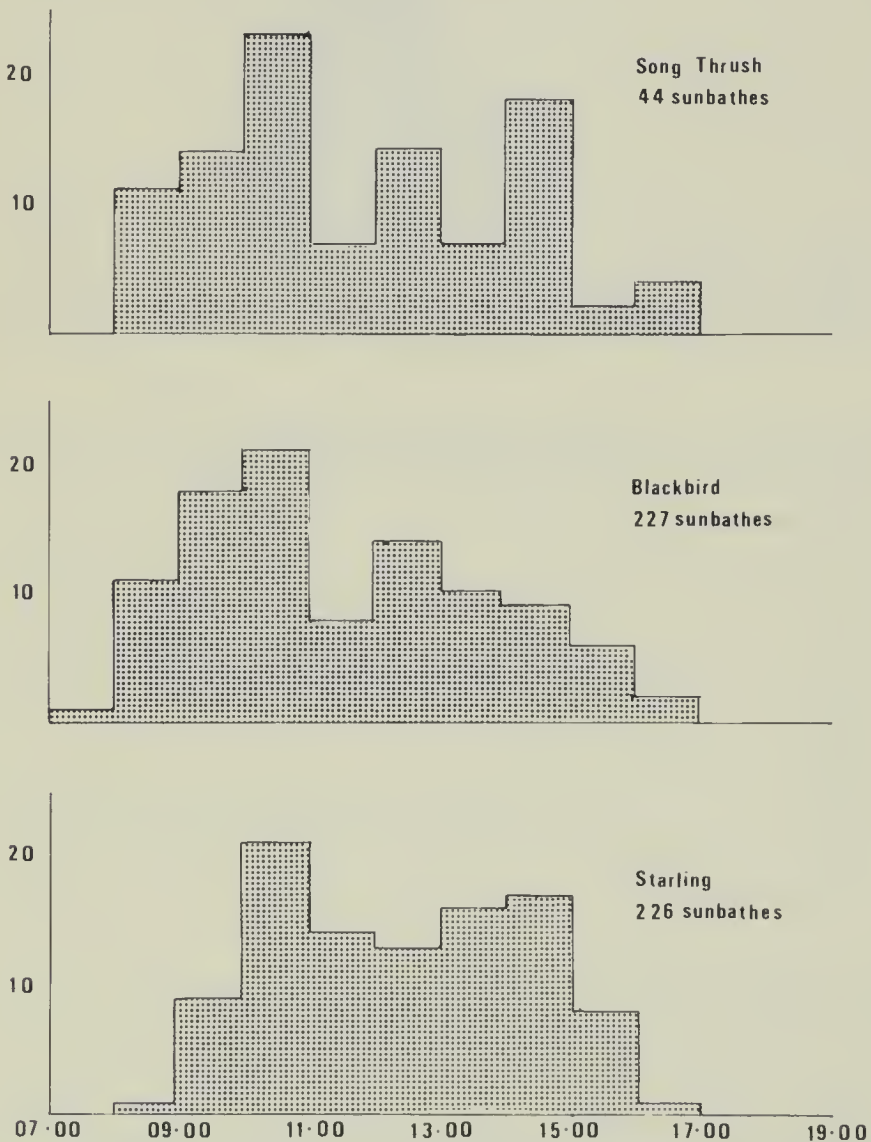 20
Song Thrush
44 sunbathes
10
20
Blackbird
227 sunbathes
10
20
Starling
226 sunbathes
10
07·00 09·00 11·00 13·00 15·00 17·00 19·00